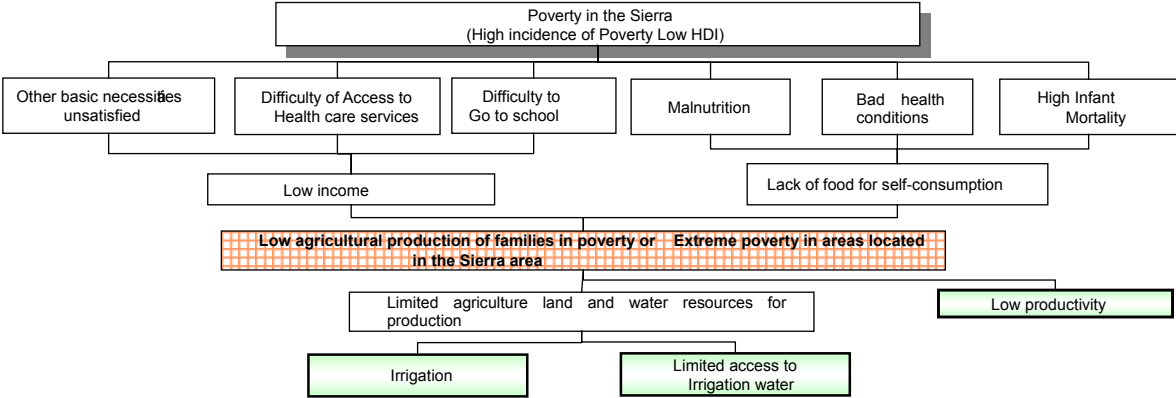 Poverty in the Sierra
(High incidence of Poverty Low HDI)
Other basic necessities
unsatisfied
Difficulty of Access to
Health care services
Difficulty to
Go to school
Malnutrition
Bad health
conditions
High Infant
Mortality
Low income
Lack of food for self-consumption
Low agricultural production of families in poverty or Extreme poverty in areas located
in the Sierra area
Limited agriculture land and water resources for
production
Low productivity
Irrigation
Limited access to
Irrigation water